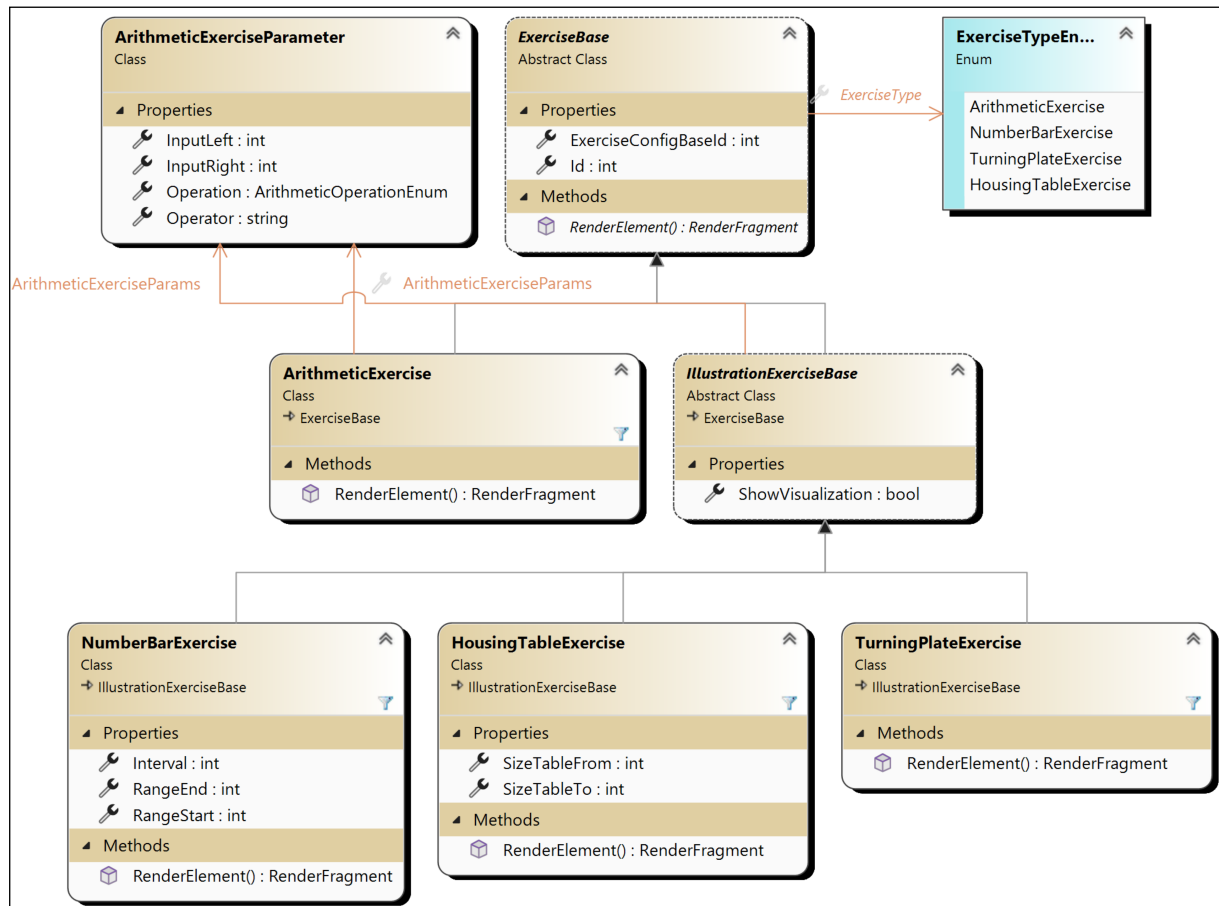 ArithmeticExerciseParameter
Class
Properties
InputLeft : int
InputRight : int
Operation : ArithmeticOperationEnum
Operator : string
ExerciseBase
Abstract Class
Properties
ExerciseConfigBaseId : int
Id : int
Methods
RenderElement() : RenderFragment
ExerciseType
ExerciseTypeEn...
Enum
ArithmeticExercise
NumberBarExercise
TurningPlateExercise
HousingTableExercise
ArithmeticExerciseParams
ArithmeticExerciseParams
ArithmeticExercise
Class
ExerciseBase
Methods
RenderElement() : RenderFragment
IllustrationExerciseBase
Abstract Class
ExerciseBase
Properties
ShowVisualization : bool
NumberBarExercise
Class
IllustrationExerciseBase
Properties
Interval : int
RangeEnd : int
RangeStart : int
Methods
RenderElement() : RenderFragment
HousingTableExercise
Class
IllustrationExerciseBase
Properties
SizeTableFrom : int
SizeTableTo : int
Methods
RenderElement() : RenderFragment
TurningPlateExercise
Class
IllustrationExerciseBase
Methods
RenderElement() : RenderFragment